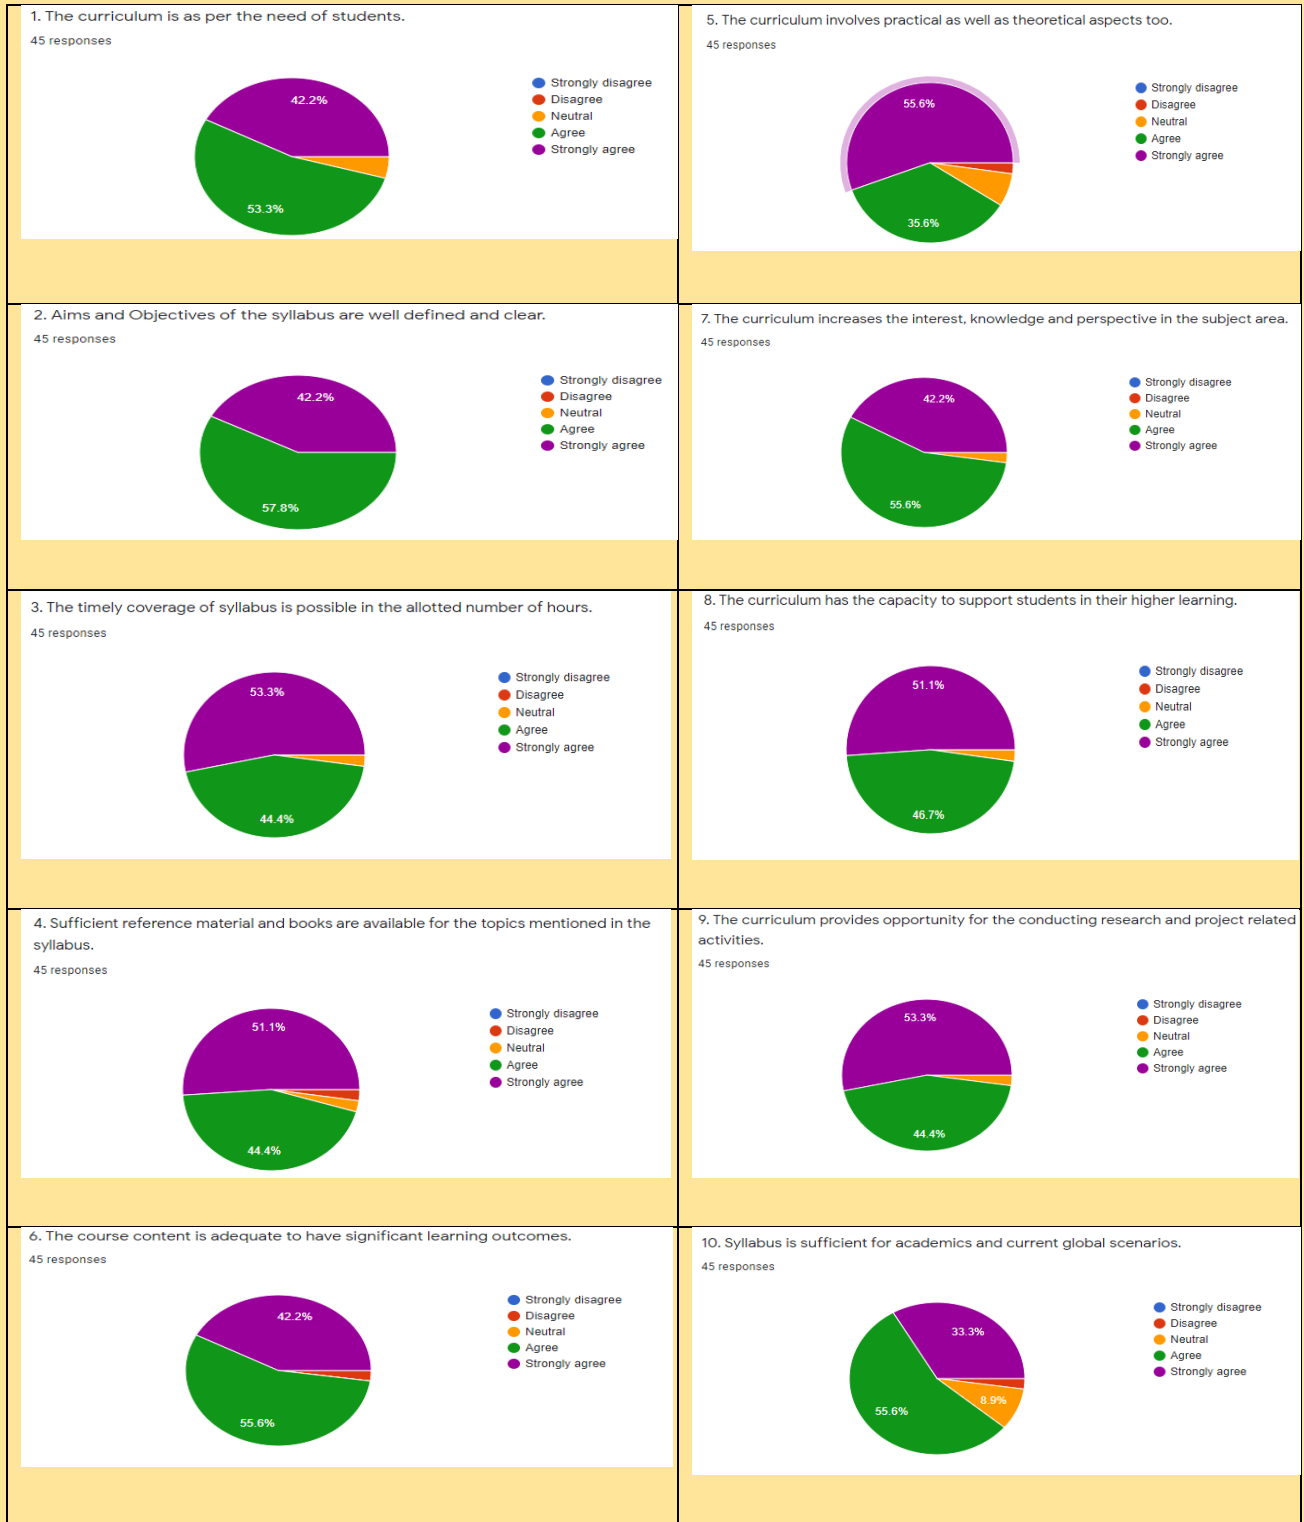 1. The curriculum is as per the need of students.
45 responses
42.2%
53.3%
Strongly disagree
Disagree
Neutral
Agree
Strongly agree
5. The curriculum involves practical as well as theoretical aspects too.
45 responses
55.6%
35.6%
Strongly disagree
Disagree
Neutral
Agree
Strongly agree
2. Aims and Objectives of the syllabus are well defined and clear.
45 responses
42.2%
57.8%
Strongly disagree
Disagree
Neutral
Agree
Strongly agree
7. The curriculum increases the interest, knowledge and perspective in the subject area.
45 responses
42.2%
55.6%
Strongly disagree
Disagree
Neutral
Agree
Strongly agree
3. The timely coverage of syllabus is possible in the allotted number of hours.
45 responses
53.3%
44.4%
Strongly disagree
Disagree
Neutral
Agree
Strongly agree
8. The curriculum has the capacity to support students in their higher learning.
45 responses
51.1%
46.7%
Strongly disagree
Disagree
Neutral
Agree
Strongly agree
4. Sufficient reference material and books are available for the topics mentioned in the
syllabus.
45 responses
51.1%
44.4%
Strongly disagree
Disagree
Neutral
Agree
Strongly agree
9. The curriculum provides opportunity for the conducting research and project related
activities.
45 responses
53.3%
44.4%
Strongly disagree
Disagree
Neutral
Agree
Strongly agree
6. The course content is adequate to have significant learning outcomes.
45 responses
42.2%
55.6%
Strongly disagree
Disagree
Neutral
Agree
Strongly agree
10. Syllabus is sufficient for academics and current global scenarios.
45 responses
33.3%
8.9%
55.6%
Strongly disagree
Disagree
Neutral
Agree
Strongly agree